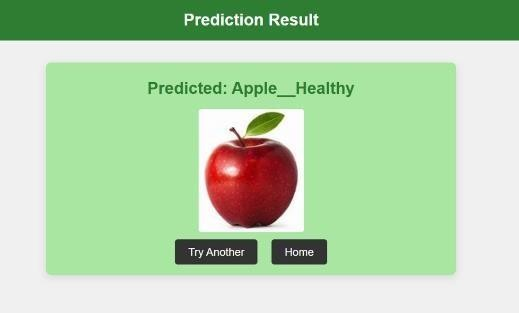 Prediction Result
Predicted: Apple__Healthy
Try Another
Home